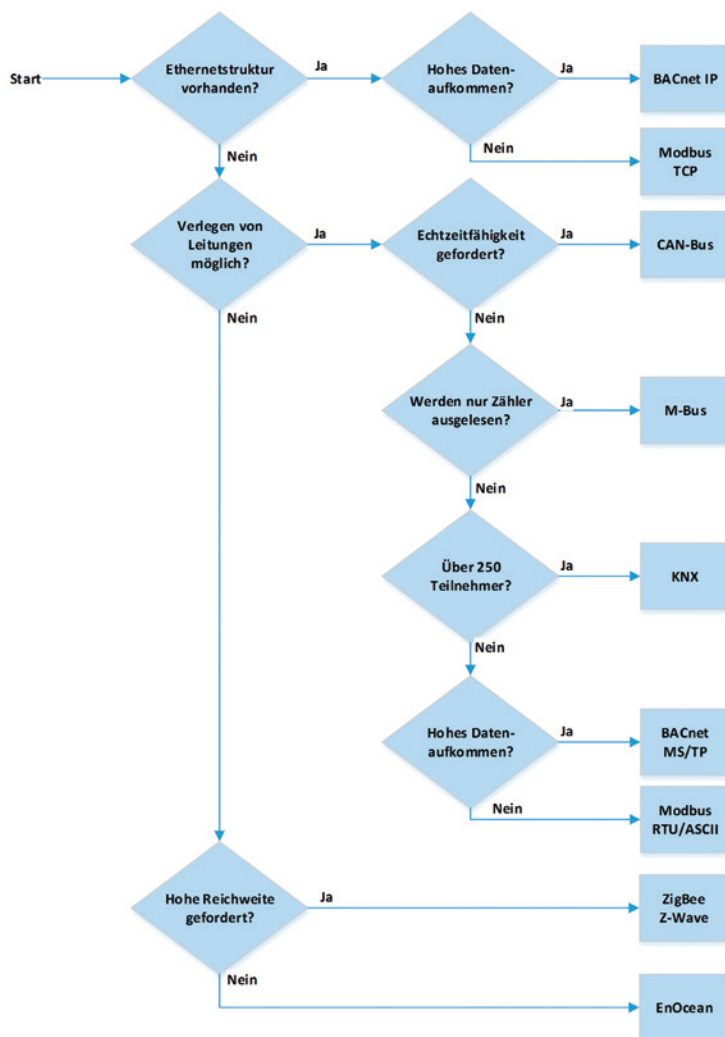 Start
Ethernetstruktur
vorhanden?
Ja
Hohes Daten-
aufkommen?
Ja
BACnet IP
Nein
Nein
Modbus
TCP
Verlegen von
Leitungen
möglich?
Ja
Echtzeitfähigkeit
gefordert?
Ja
CAN-Bus
Nein
Nein
Werden nur Zähler
ausgelesen?
Ja
M-Bus
Nein
Über 250
Teilnehmer?
Ja
KNX
Nein
Hohes Daten-
aufkommen?
Ja
BACnet
MS/TP
Nein
Modbus
RTU/ASCII
Hohe Reichweite
gefordert?
Ja
ZigBee
Z-Wave
Nein
EnOcean